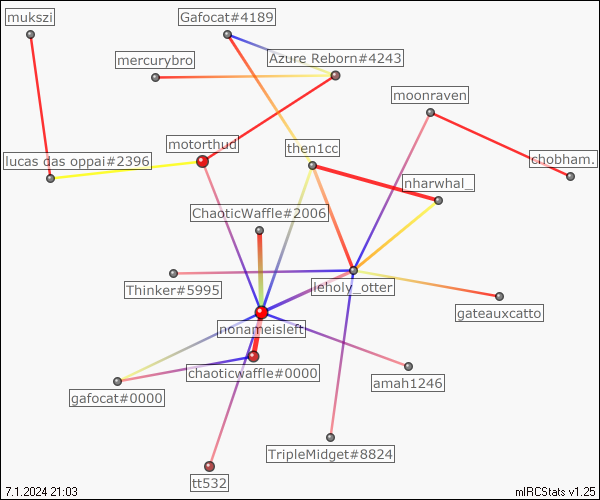 mukszi
Gafocat#4189
mercurybro
Azure Reborn#4243
moonraven
motorthud
then1cc
lucas das oppai#2396
chobham.
nharwhal_
ChaoticWaffle#2006
Thinker#5995
leholy_otter
gateauxcatto
nonameisleft
chaoticwaffle#0000
amah1246
gafocat#0000
TripleMidget#8824
tt532
7.1.2024 21:03
mIRCStats v1.25